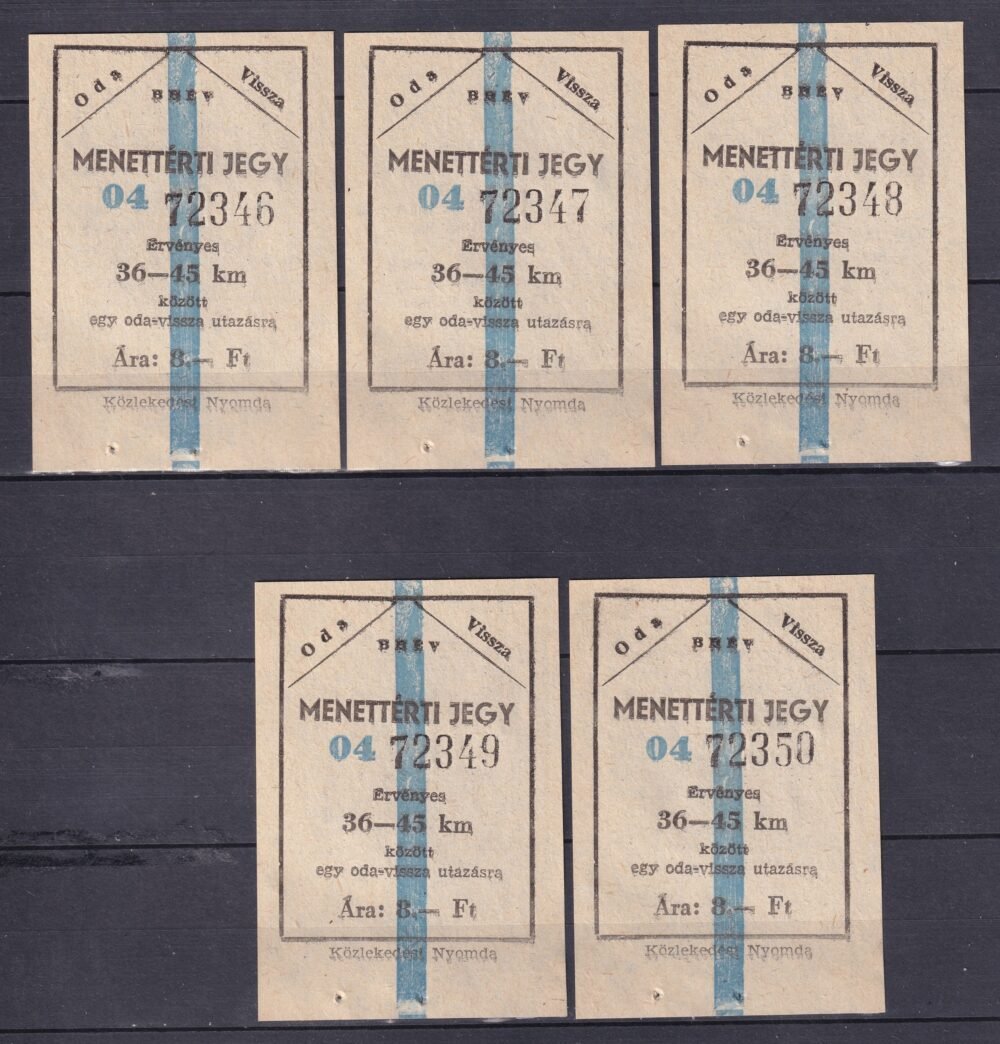 Oda Vissza
BHÉV
MENETTÉRTI JEGY
04 72346
Érvényes
36—45 km
között
egy oda-vissza utazásra
Ára: 8.— Ft
Közlekedési Nyomda
Oda Vissza
BHÉV
MENETTÉRTI JEGY
04 72347
Érvényes
36—45 km
között
egy oda-vissza utazásra
Ára: 8.— Ft
Közlekedési Nyomda
Oda Vissza
BHÉV
MENETTÉRTI JEGY
04 72348
Érvényes
36—45 km
között
egy oda-vissza utazásra
Ára: 8.— Ft
Közlekedési Nyomda
Oda Vissza
BHÉV
MENETTÉRTI JEGY
04 72349
Érvényes
36—45 km
között
egy oda-vissza utazásra
Ára: 8.— Ft
Közlekedési Nyomda
Oda Vissza
BHÉV
MENETTÉRTI JEGY
04 72350
Érvényes
36—45 km
között
egy oda-vissza utazásra
Ára: 8.— Ft
Közlekedési Nyomda